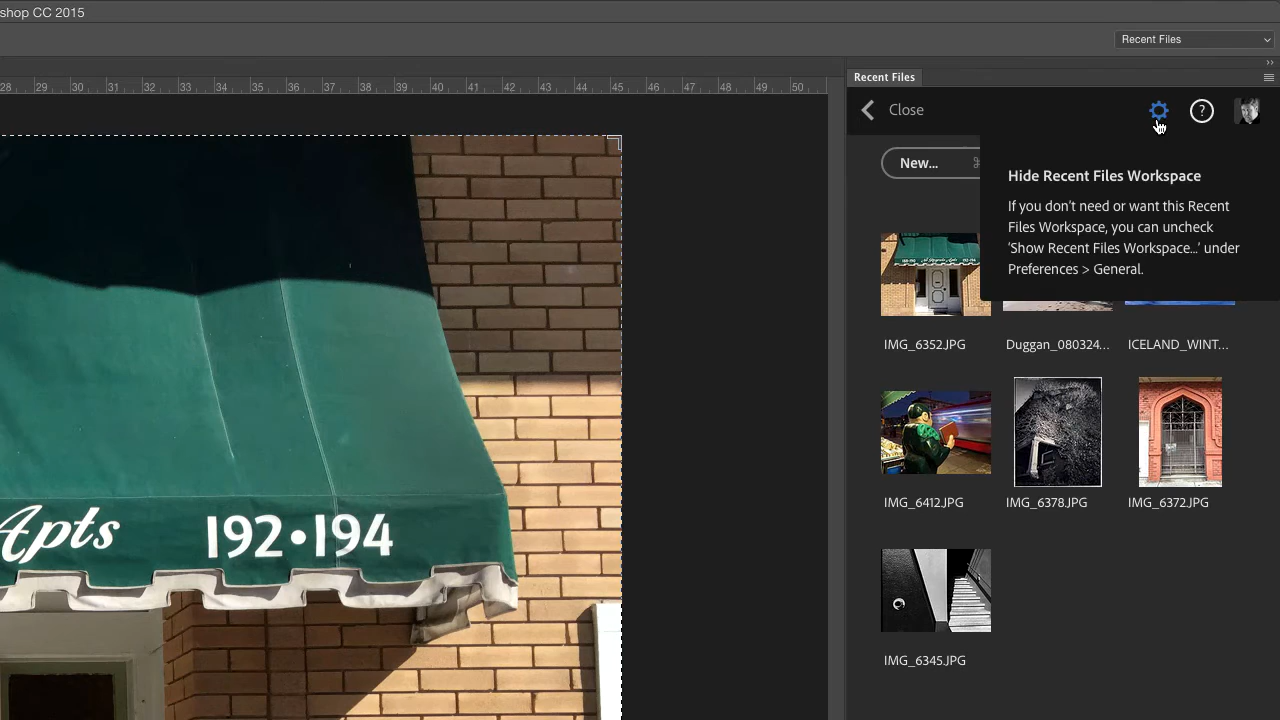 shop CC 2015
Recent Files
Recent Files
28 29 30 31 32 33 34 35 36 37 38 39 40 41 42 43 44 45 46 47 48 49 50
Close
?
New... ⌘
Hide Recent Files Workspace
If you don't need or want this Recent
Files Workspace, you can uncheck
'Show Recent Files Workspace...' under
Preferences > General.
IMG_6352.JPG
Duggan_080324...
ICELAND_WINT...
IMG_6412.JPG
IMG_6378.JPG
IMG_6372.JPG
IMG_6345.JPG
Apts 192•194